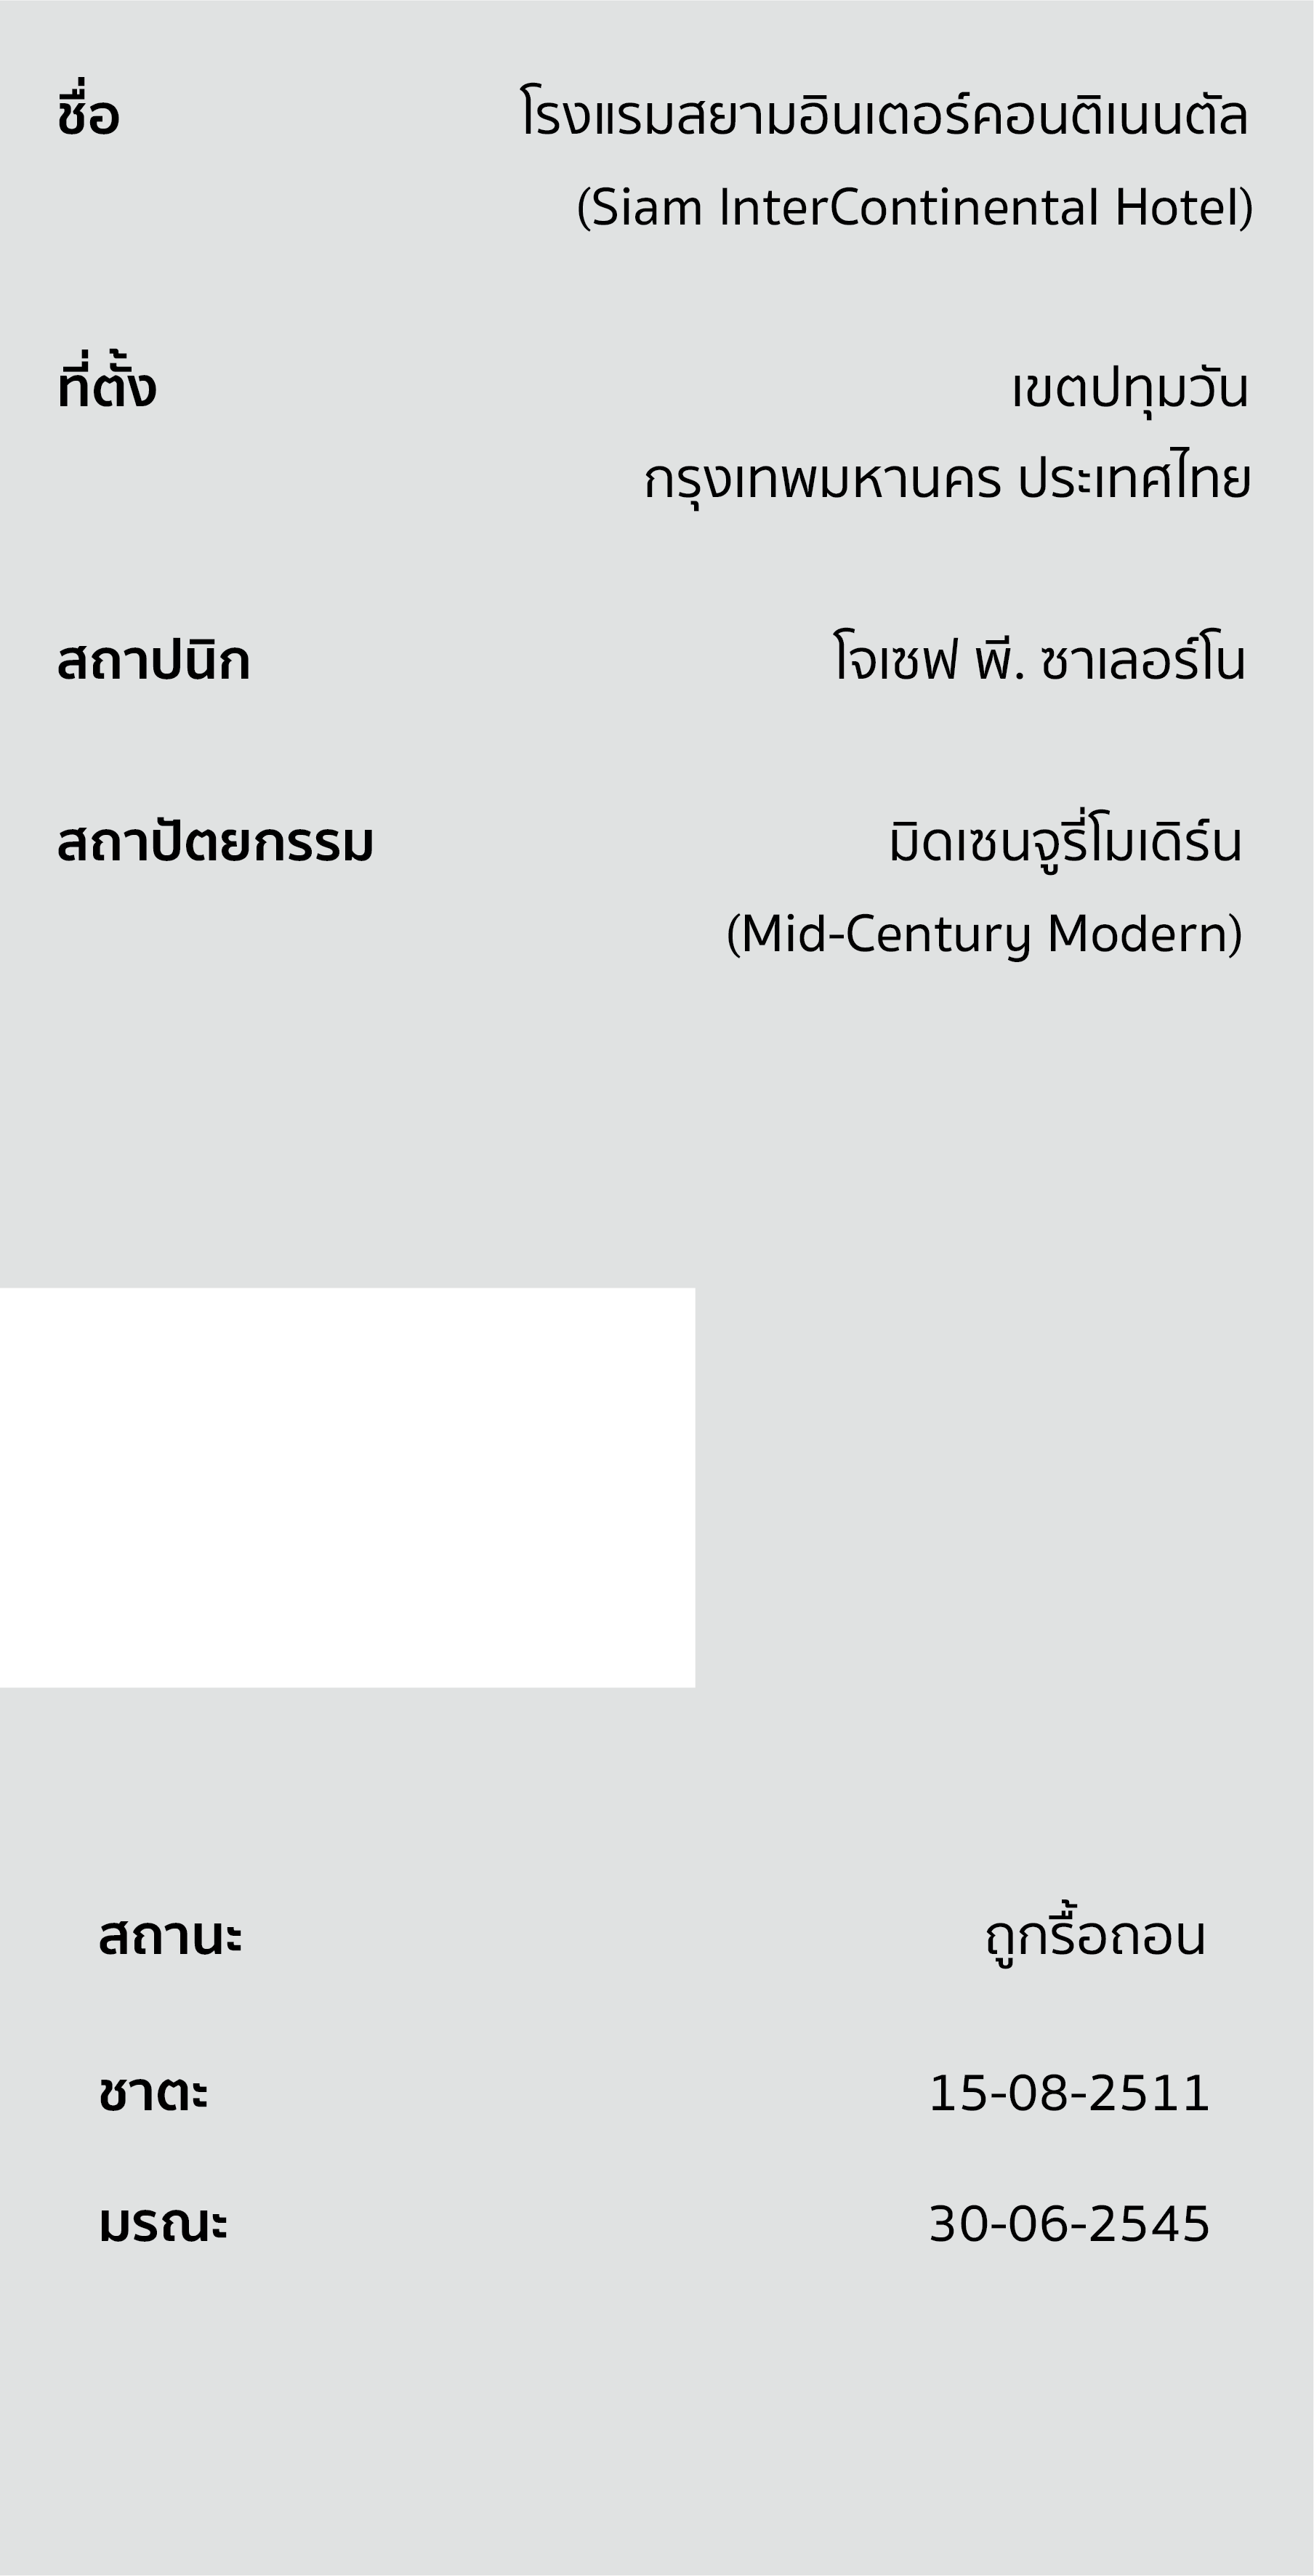 ชื่อ โรงแรมสยามอินเตอร์คอนติเนนตัล
(Siam InterContinental Hotel)
ที่ตั้ง เขตปทุมวัน
กรุงเทพมหานคร ประเทศไทย
สถาปนิก โจเซฟ พี. ซาเลอร์โน
สถาปัตยกรรม มิดเซนจูรี่โมเดิร์น
(Mid-Century Modern)
สถานะ ถูกรื้อถอน
ชาตะ 15-08-2511
มรณะ 30-06-2545